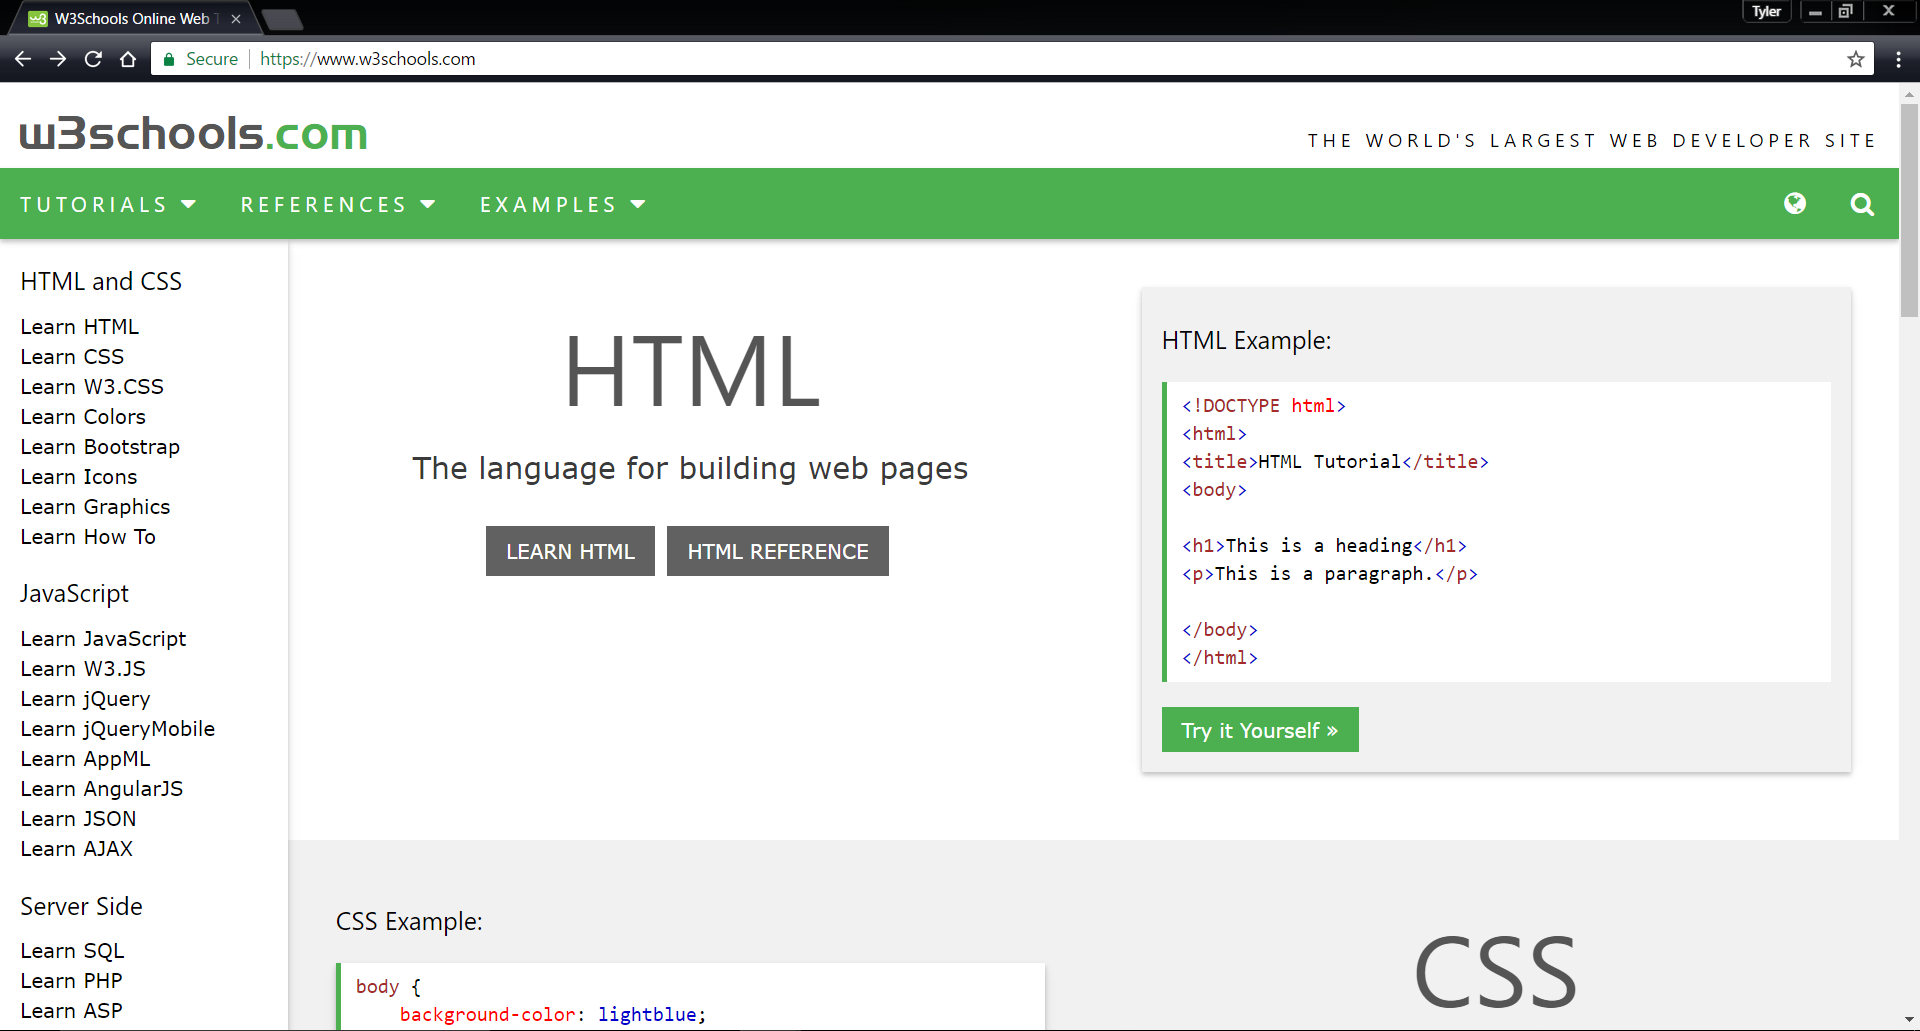 W3Schools Online Web
Tyler
Secure
https://www.w3schools.com
w3schools.com
THE WORLD'S LARGEST WEB DEVELOPER SITE
TUTORIALS
REFERENCES
EXAMPLES
HTML and CSS
Learn HTML
Learn CSS
Learn W3.CSS
Learn Colors
Learn Bootstrap
Learn Icons
Learn Graphics
Learn How To
JavaScript
Learn JavaScript
Learn W3.JS
Learn jQuery
Learn jQueryMobile
Learn AppML
Learn AngularJS
Learn JSON
Learn AJAX
Server Side
Learn SQL
Learn PHP
Learn ASP
HTML
The language for building web pages
LEARN HTML
HTML REFERENCE
HTML Example:
<!DOCTYPE html>
<html>
<title>HTML Tutorial</title>
<body>
<h1>This is a heading</h1>
<p>This is a paragraph.</p>
</body>
</html>
Try it Yourself »
CSS Example:
body {
background-color: lightblue;
CSS